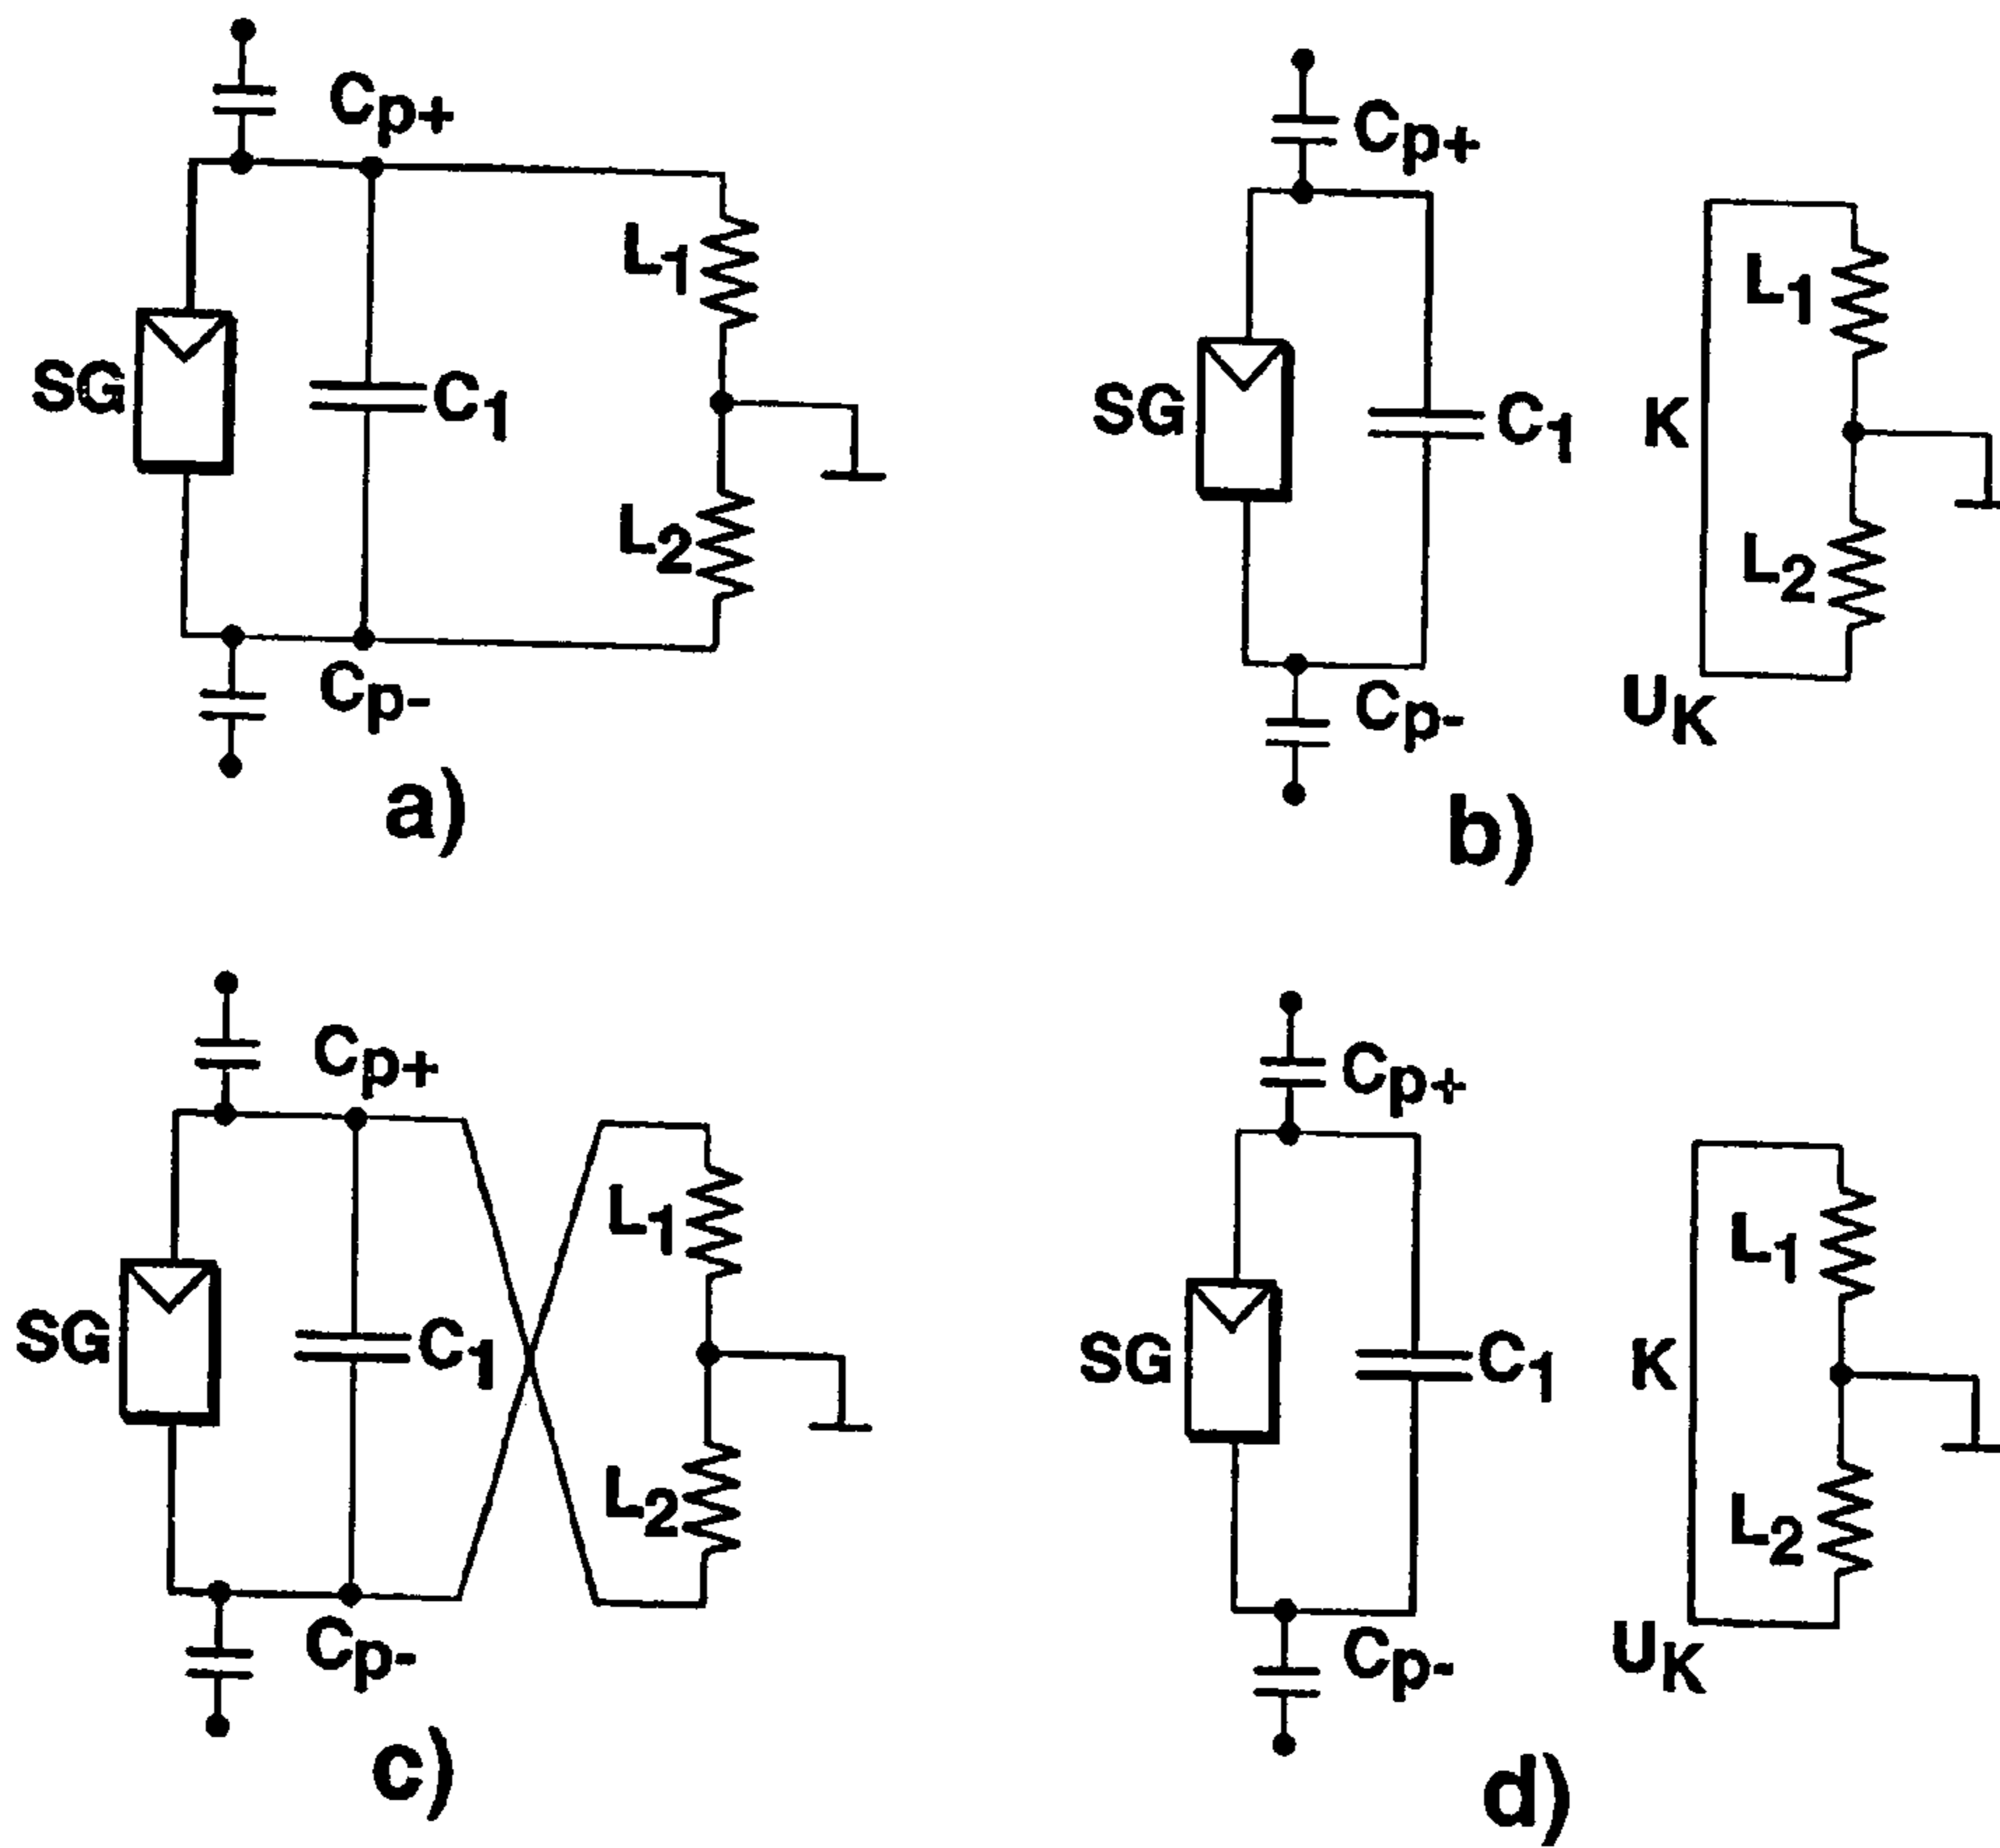 Cp+
L1
SG
C1
L2
Cp-
a)
Cp+
L1
SG
C1
K
L2
Cp-
UK
b)
Cp+
L1
SG
C1
L2
Cp-
c)
Cp+
L1
SG
C1
K
L2
Cp-
UK
d)